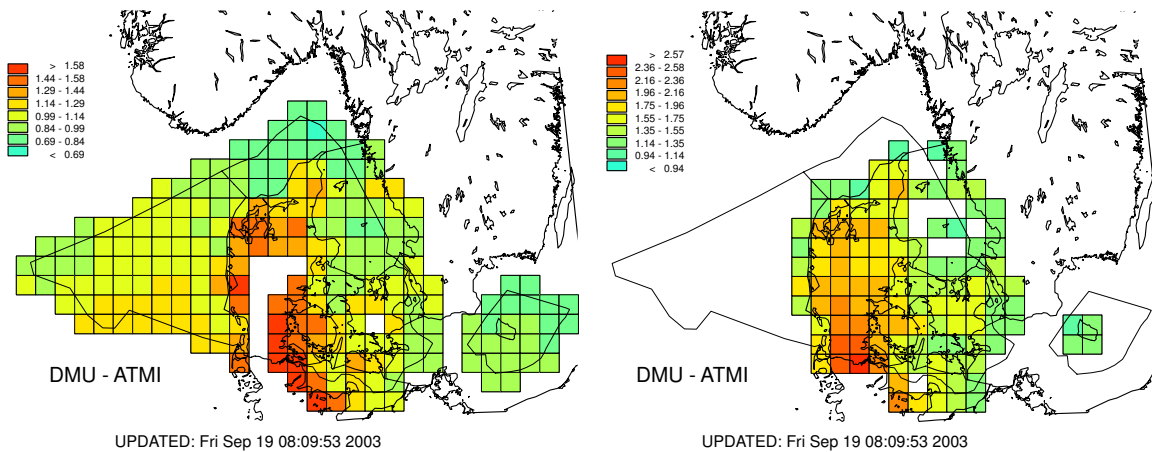 > 1.58
1.44 - 1.58
1.29 - 1.44
1.14 - 1.29
0.99 - 1.14
0.84 - 0.99
0.69 - 0.84
< 0.69
DMU - ATMI
UPDATED: Fri Sep 19 08:09:53 2003
> 2.57
2.36 - 2.58
2.16 - 2.36
1.96 - 2.16
1.75 - 1.96
1.55 - 1.75
1.35 - 1.55
1.14 - 1.35
0.94 - 1.14
< 0.94
DMU - ATMI
UPDATED: Fri Sep 19 08:09:53 2003